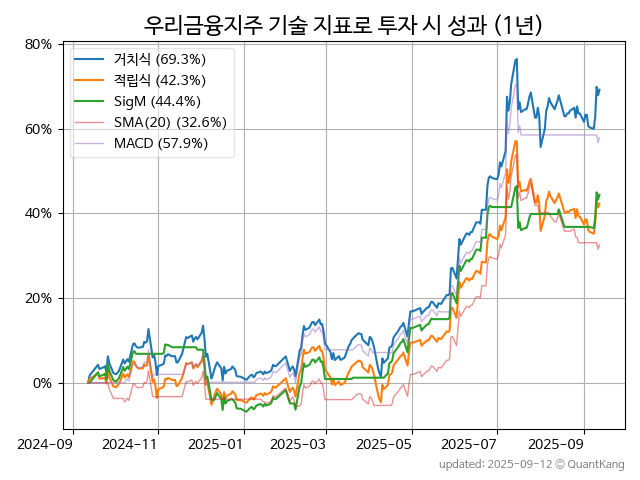 우리금융지주 기술 지표로 투자 시 성과 (1년)
80%
60%
40%
20%
0%
거치식 (69.3%)
적립식 (42.3%)
SigM (44.4%)
SMA(20) (32.6%)
MACD (57.9%)
2024-09
2024-11
2025-01
2025-03
2025-05
2025-07
2025-09
updated: 2025-09-12 © QuantKang